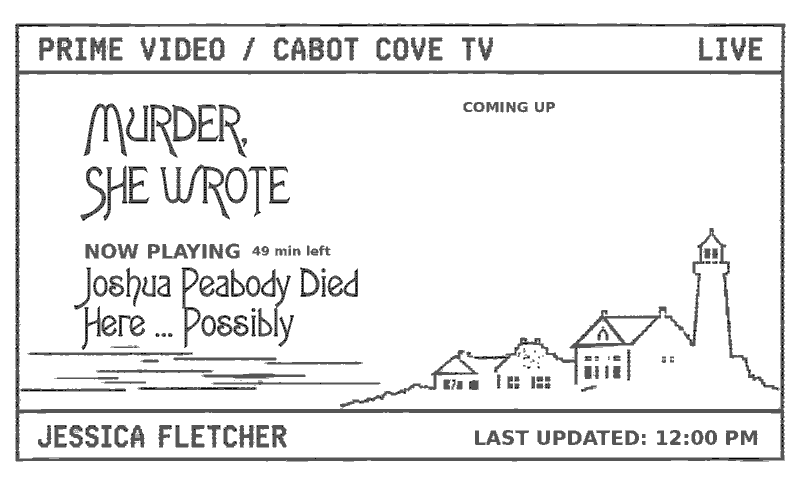 PRIME VIDEO / CABOT COVE TV
LIVE
MURDER,
SHE WROTE
COMING UP
NOW PLAYING 49 min left
Joshua Peabody Died
Here ... Possibly
JESSICA FLETCHER
LAST UPDATED: 12:00 PM